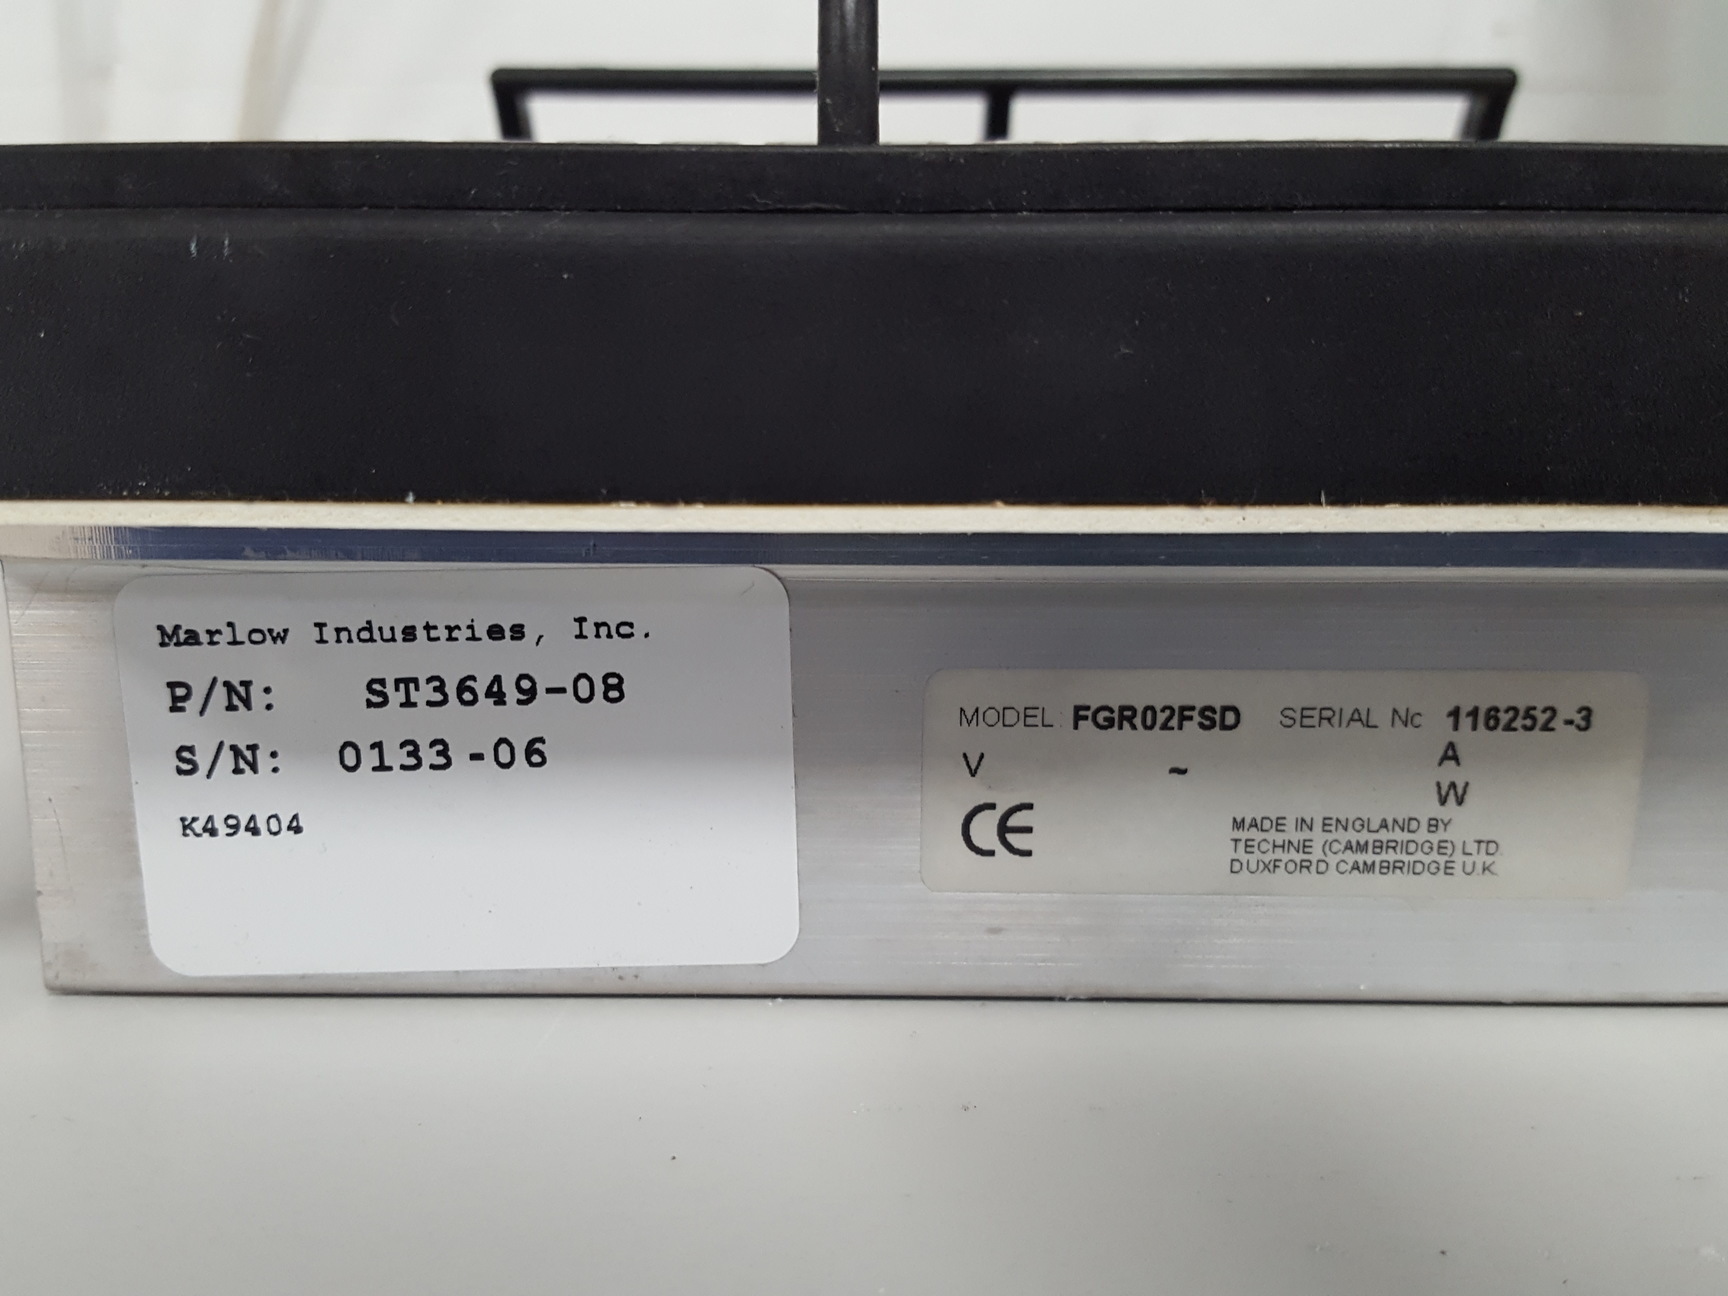 Marlow Industries, Inc.
P/N: ST3649-08
S/N: 0133-06
K49404
MODEL: FGR02FSD SERIAL No 116252-3
V ~ A
W
CE
MADE IN ENGLAND BY
TECHNE (CAMBRIDGE) LTD.
DUXFORD CAMBRIDGE U.K.